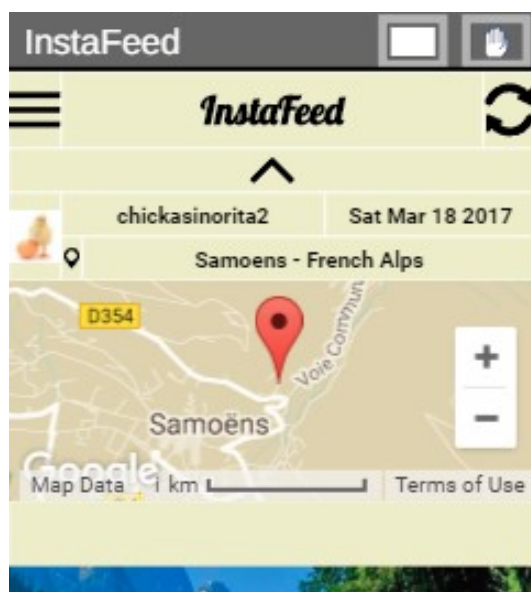 InstaFeed
InstaFeed
chickasinorita2 Sat Mar 18 2017
Samoens - French Alps
D354
Voie Commun
Samoëns
Google
Map Data 1 km Terms of Use